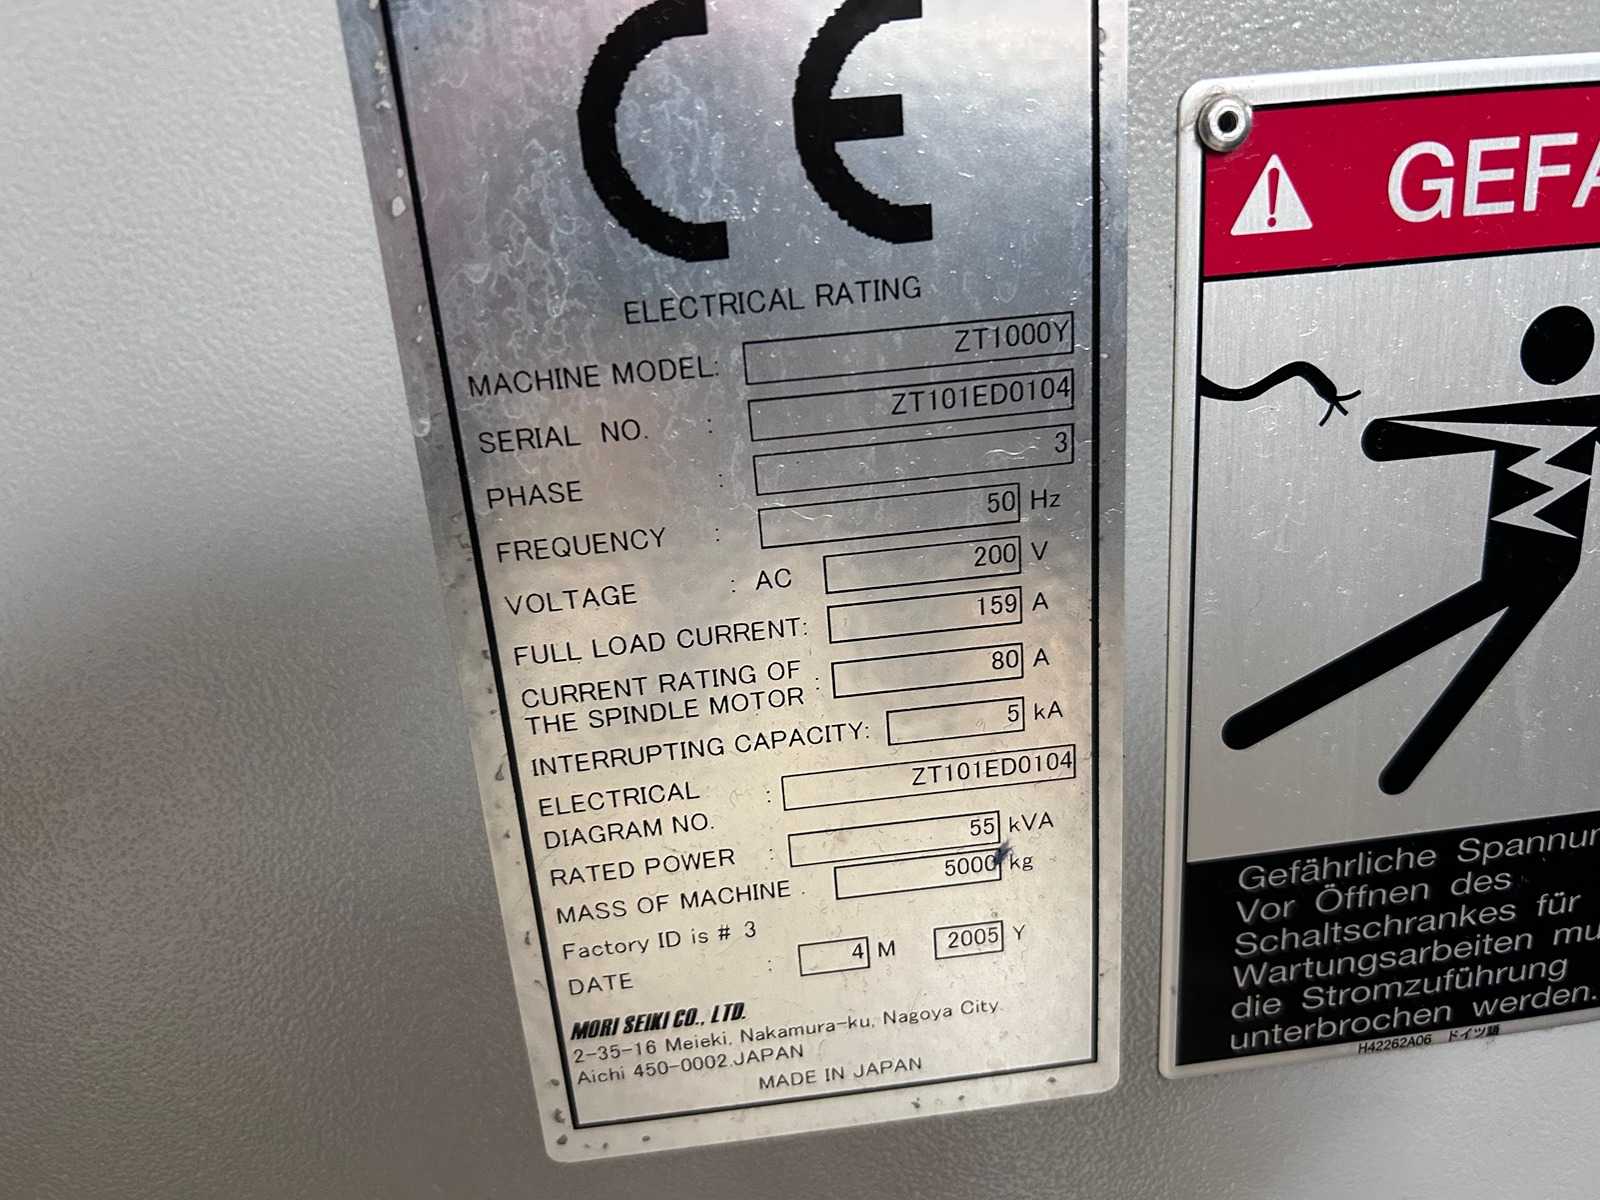 CE
ELECTRICAL RATING
MACHINE MODEL: ZT1000Y
SERIAL NO. : ZT101ED0104
PHASE : 3
FREQUENCY : 50 Hz
VOLTAGE : AC 200 V
FULL LOAD CURRENT: 159 A
CURRENT RATING OF
THE SPINDLE MOTOR : 80 A
INTERRUPTING CAPACITY: 5 kA
ELECTRICAL
DIAGRAM NO. : ZT101ED0104
RATED POWER : 55 kVA
MASS OF MACHINE : 5000 kg
Factory ID is # 3
DATE : 4 M 2005 Y
MORI SEIKI CO., LTD.
2-35-16 Meieki, Nakamura-ku, Nagoya City.
Aichi 450-0002 JAPAN
MADE IN JAPAN
GEFA
Gefährliche Spannun
Vor Öffnen des
Schaltschrankes für
Wartungsarbeiten mu
die Stromzuführung
unterbrochen werden.
H42262A06 ドイツ語